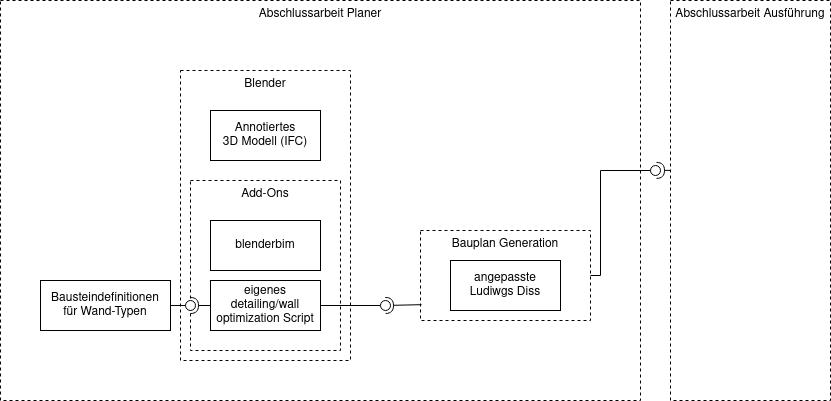 Abschlussarbeit Planer
Abschlussarbeit Ausführung
Blender
Annotiertes
3D Modell (IFC)
Add-Ons
blenderbim
eigenes
detailing/wall
optimization Script
Bausteindefinitionen
für Wand-Typen
Bauplan Generation
angepasste
Ludiwgs Diss